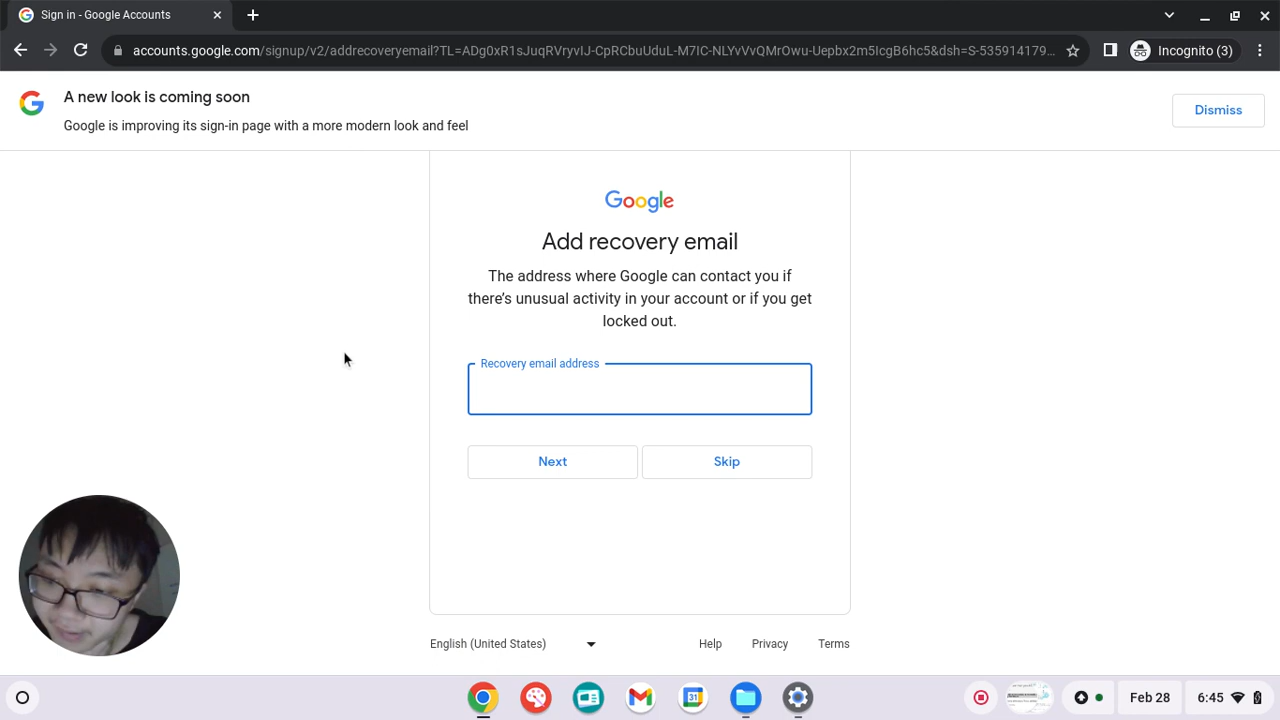 Sign in - Google Accounts
accounts.google.com/signup/v2/addrecoveryemail?TL=ADg0xR1sJuqRVryvIJ-CpRCbuUduL-M7IC-NLYvVvQMrOwu-Uepbx2m5IcgB6hc5&dsh=S-535914179...
Incognito (3)
A new look is coming soon
Google is improving its sign-in page with a more modern look and feel
Dismiss
Google
Add recovery email
The address where Google can contact you if
there's unusual activity in your account or if you get
locked out.
Recovery email address
Next
Skip
English (United States)
Help
Privacy
Terms
31
Feb 28
6:45